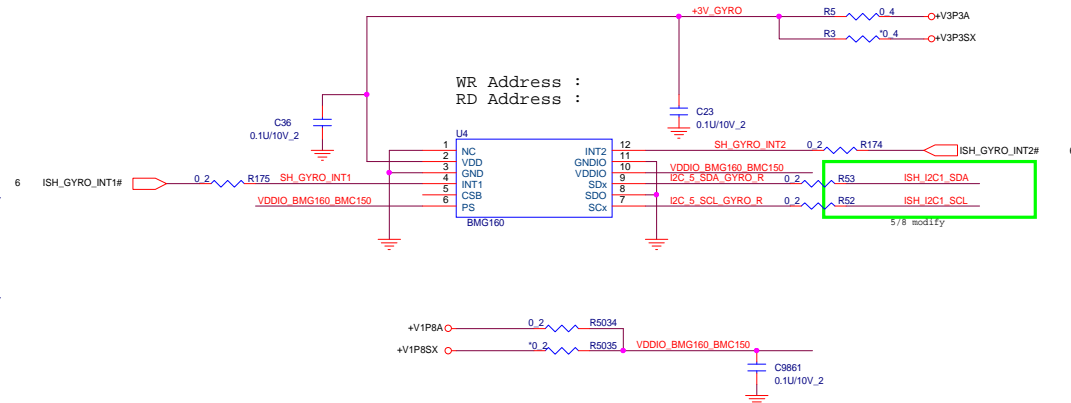 +3V_GYRO R5 0_4 +V3P3A
R3 *0_4 +V3P3SX
WR Address :
RD Address :
C36
0.1U/10V_2
C23
0.1U/10V_2
U4
1 NC INT2 12 SH_GYRO_INT2 0_2 R174 ISH_GYRO_INT2#
2 VDD GNDIO 11
3 GND VDDIO 10 VDDIO_BMG160_BMC150
6 ISH_GYRO_INT1# 0_2 R175 SH_GYRO_INT1 4 INT1 SDx 9 I2C_5_SDA_GYRO_R 0_2 R53 ISH_I2C1_SDA
5 CSB SDO 8
VDDIO_BMG160_BMC150 6 PS SCx 7 I2C_5_SCL_GYRO_R 0_2 R52 ISH_I2C1_SCL
BMG160
5/8 modify
+V1P8A 0_2 R5034
+V1P8SX *0_2 R5035 VDDIO_BMG160_BMC150
C9861
0.1U/10V_2